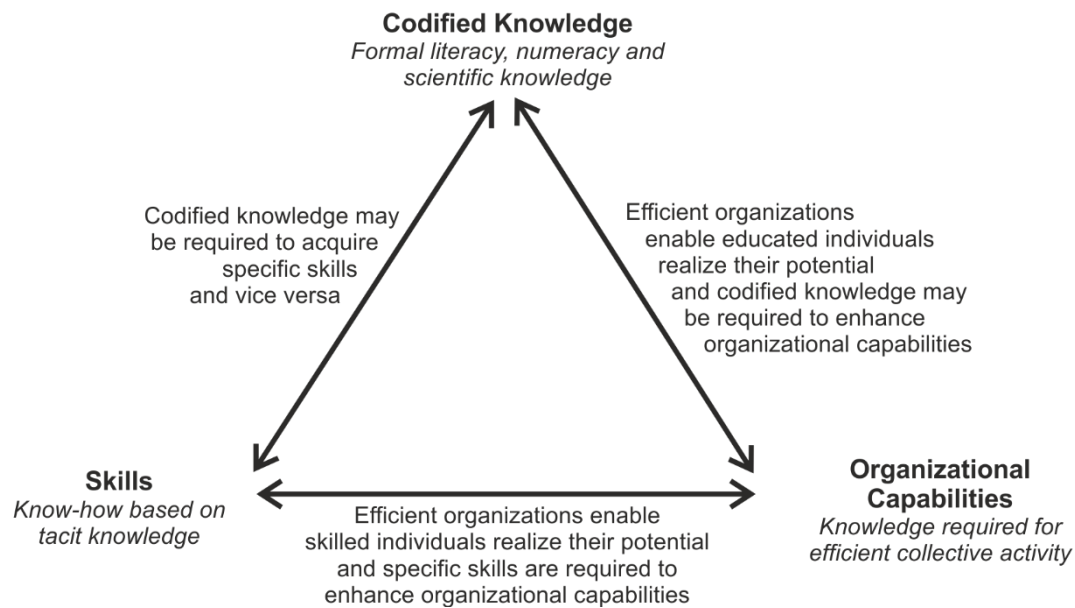 Codified Knowledge
Formal literacy, numeracy and
scientific knowledge
Codified knowledge may
be required to acquire
specific skills
and vice versa
Efficient organizations
enable educated individuals
realize their potential
and codified knowledge may
be required to enhance
organizational capabilities
Skills
Know-how based on
tacit knowledge
Efficient organizations enable
skilled individuals realize their potential
and specific skills are required to
enhance organizational capabilities
Organizational
Capabilities
Knowledge required for
efficient collective activity